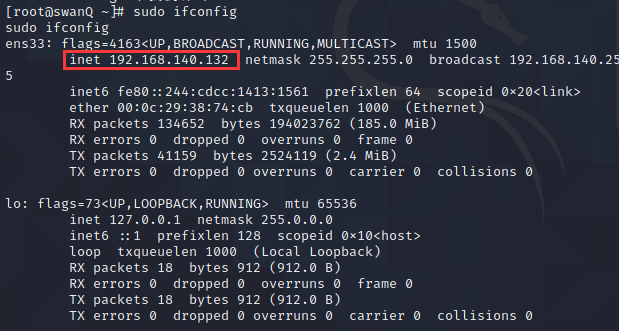 [root@swanQ ~]# sudo ifconfig
sudo ifconfig
ens33: flags=4163<UP,BROADCAST,RUNNING,MULTICAST>  mtu 1500
        inet 192.168.140.132  netmask 255.255.255.0  broadcast 192.168.140.25
5
        inet6 fe80::244:cdcc:1413:1561  prefixlen 64  scopeid 0×20<link>
        ether 00:0c:29:38:74:cb  txqueuelen 1000  (Ethernet)
        RX packets 134652  bytes 194023762 (185.0 MiB)
        RX errors 0  dropped 0  overruns 0  frame 0
        TX packets 41159  bytes 2524119 (2.4 MiB)
        TX errors 0  dropped 0 overruns 0  carrier 0  collisions 0

lo: flags=73<UP,LOOPBACK,RUNNING>  mtu 65536
        inet 127.0.0.1  netmask 255.0.0.0
        inet6 ::1  prefixlen 128  scopeid 0×10<host>
        loop  txqueuelen 1000  (Local Loopback)
        RX packets 18  bytes 912 (912.0 B)
        RX errors 0  dropped 0  overruns 0  frame 0
        TX packets 18  bytes 912 (912.0 B)
        TX errors 0  dropped 0 overruns 0  carrier 0  collisions 0